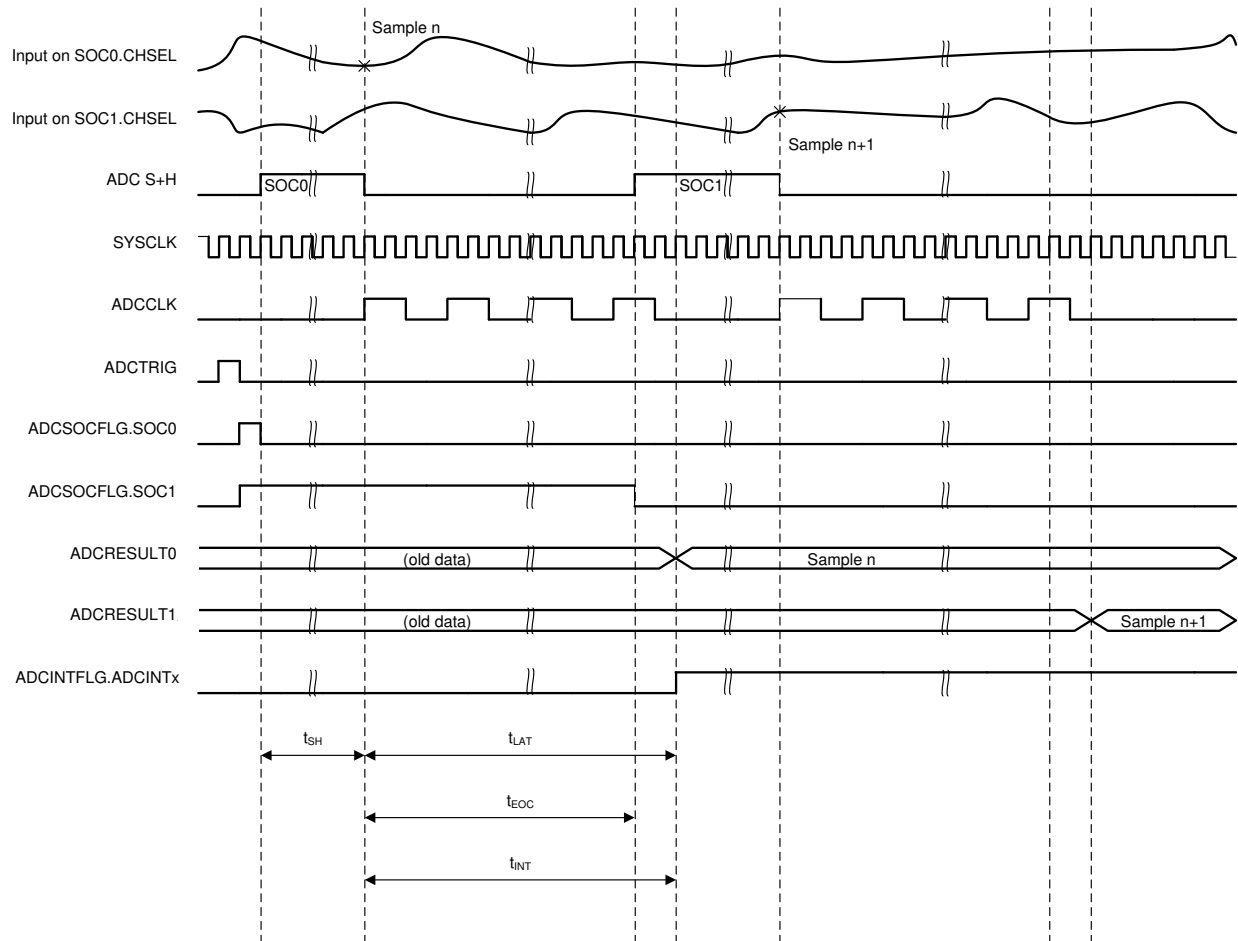 Sample n
Input on SOC0.CHSEL
Input on SOC1.CHSEL
Sample n+1
ADC S+H
SOC0
SOC1
SYSCLK
ADCCLK
ADCTRIG
ADCSOCFLG.SOC0
ADCSOCFLG.SOC1
ADCRESULT0
(old data)
Sample n
ADCRESULT1
(old data)
Sample n+1
ADCINTFLG.ADCINTx
tSH
tLAT
tEOC
tINT